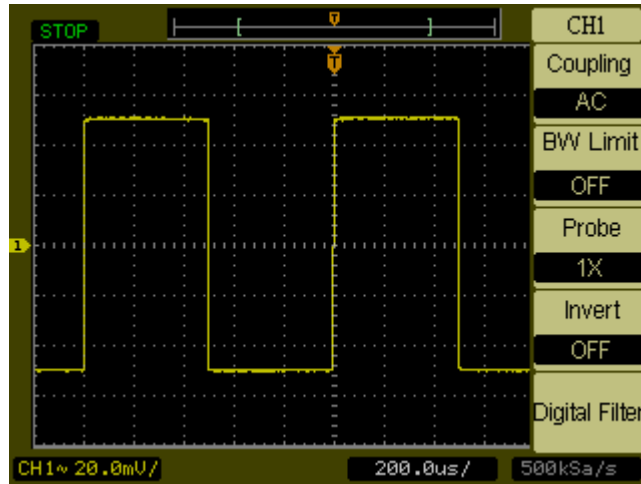 STOP
T
T
CH1
Coupling
AC
BW Limit
OFF
Probe
1X
Invert
OFF
Digital Filter
1
CH1~ 20.0mV/
200.0us/
500kSa/s